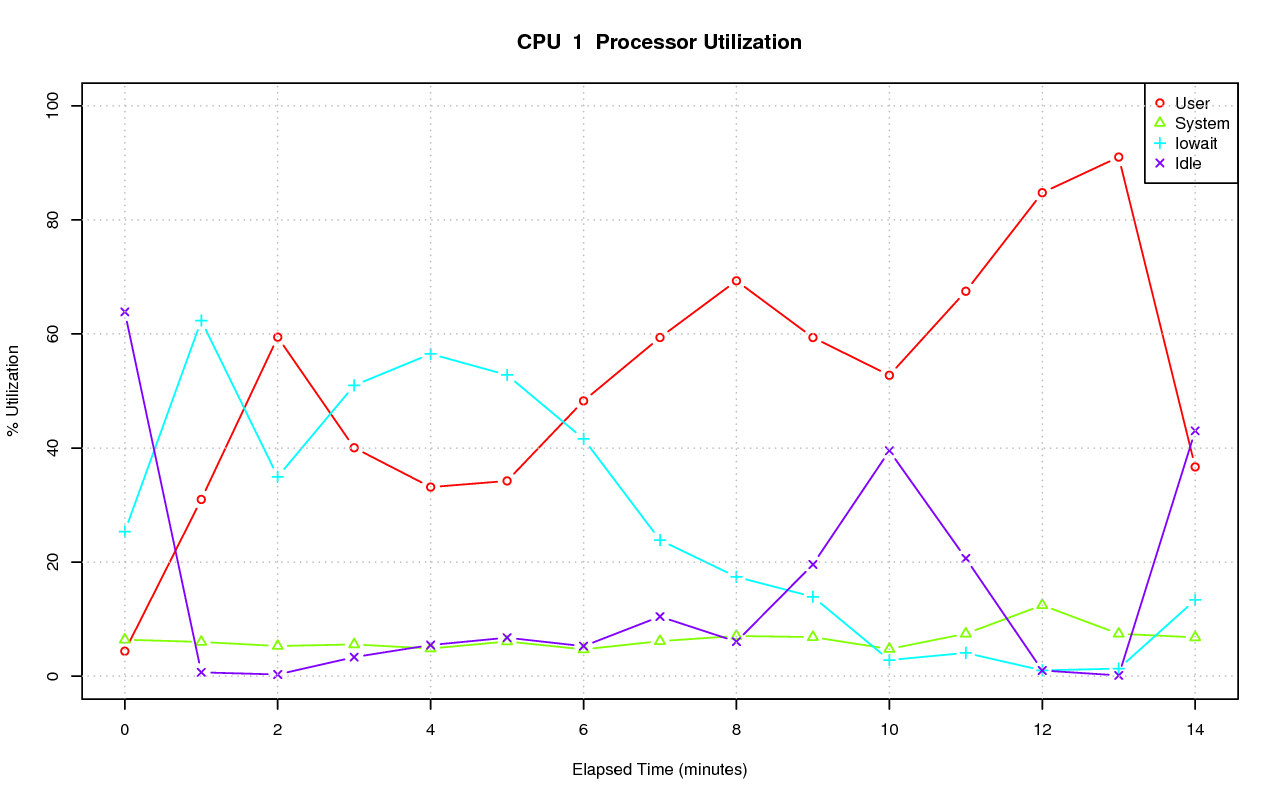 CPU 1 Processor Utilization
% Utilization
100
80
60
40
20
0
User
System
Iowait
Idle
0 2 4 6 8 10 12 14
Elapsed Time (minutes)